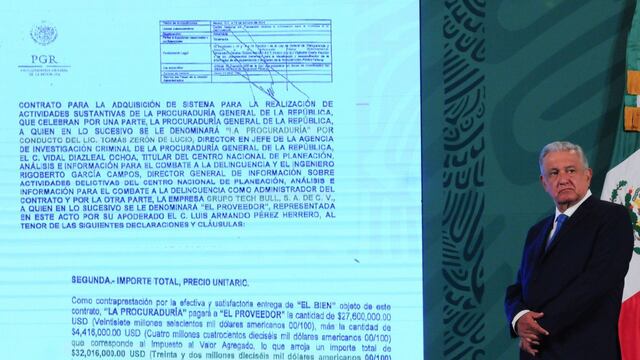 PGR
CONTRATO PARA LA ADQUISICIÓN DE SISTEMA PARA LA REALIZACIÓN DE
ACTIVIDADES SUSTANTIVAS DE LA PROCURADURÍA GENERAL DE LA REPÚBLICA,
QUE CELEBRAN POR UNA PARTE, LA PROCURADURÍA GENERAL DE LA REPÚBLICA,
A QUIEN EN LO SUCESIVO SE LE DENOMINARÁ "LA PROCURADURÍA" POR
CONDUCTO DEL LIC. TOMAS ZERÓN DE LUCIO, DIRECTOR EN JEFE DE LA AGENCIA
DE INVESTIGACIÓN CRIMINAL DE LA PROCURADURÍA GENERAL DE LA REPÚBLICA,
EL C. VIDAL DIAZLEAL OCHOA, TITULAR DEL CENTRO NACIONAL DE PLANEACIÓN,
ANÁLISIS E INFORMACIÓN PARA EL COMBATE A LA DELINCUENCIA Y EL INGENIERO
RIGOBERTO GARCÍA CAMPOS, DIRECTOR GENERAL DE INFORMACIÓN SOBRE
ACTIVIDADES DELICTIVAS DEL CENTRO NACIONAL DE PLANEACIÓN, ANÁLISIS E
INFORMACIÓN PARA EL COMBATE A LA DELINCUENCIA COMO ADMINISTRADOR DEL
CONTRATO Y POR LA OTRA PARTE, LA EMPRESA GRUPO TECH BULL, S. A. DE C. V.,
A QUIEN EN LO SUCESIVO SE LE DENOMINARÁ "EL PROVEEDOR", REPRESENTADA
EN ESTE ACTO POR SU APODERADO EL C. LUIS ARMANDO PÉREZ HERRERO, AL
TENOR DE LAS SIGUIENTES DECLARACIONES Y CLÁUSULAS:
SEGUNDA.- IMPORTE TOTAL, PRECIO UNITARIO.
Como contraprestación por la efectiva y satisfactoria entrega de "EL BIEN" objeto de este
contrato, "LA PROCURADURÍA" pagará a "EL PROVEEDOR" la cantidad de $27,600,000.00
USD (Veintisiete millones seiscientos mil dólares americanos 00/100), más la cantidad de
$4,416,000.00 USD (Cuatro millones cuatrocientos dieciséis mil dólares americanos 00/100)
que corresponde al Impuesto al Valor Agregado, lo que arroja un importe total de
$32,016,000.00 USD (Treinta y dos millones dieciséis mil dólares americanos 00/100)